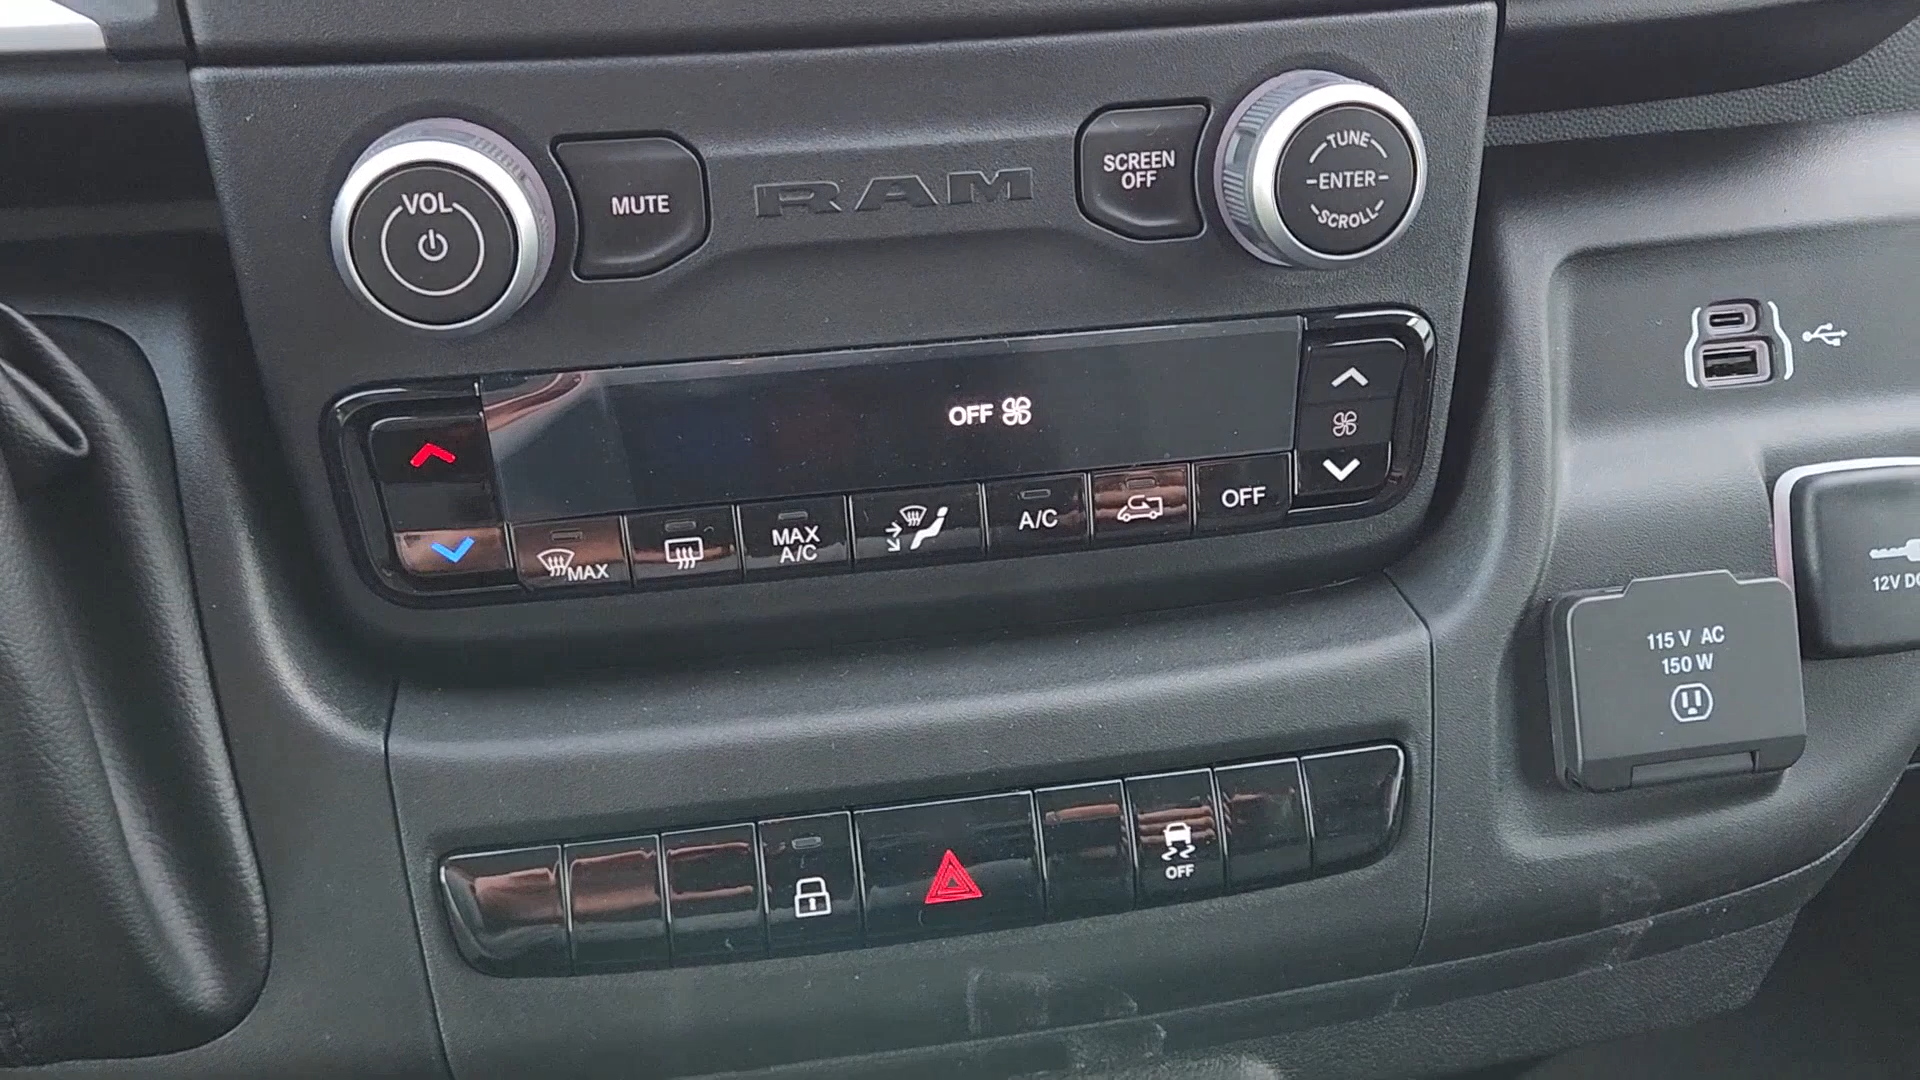 VOL
MUTE
RAM
SCREEN
OFF
TUNE
ENTER
SCROLL
OFF
MAX
MAX
A/C
A/C
OFF
12V DC
115 V AC
150 W
OFF